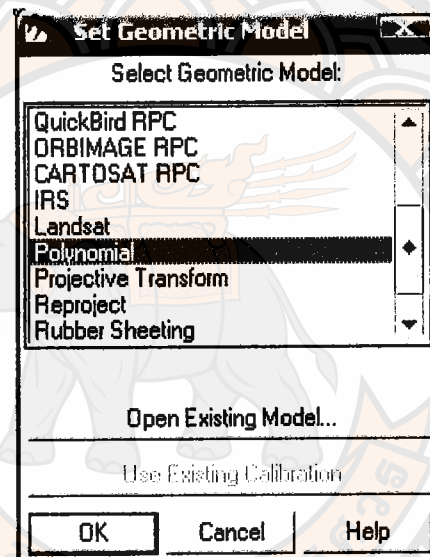 Set Geometric Model
Select Geometric Model:
QuickBird RPC
ORBIMAGE RPC
CARTOSAT RPC
IRS
Landsat
Polynomial
Projective Transform
Reproject
Rubber Sheeting
Open Existing Model...
Use Existing Calibration
OK Cancel Help